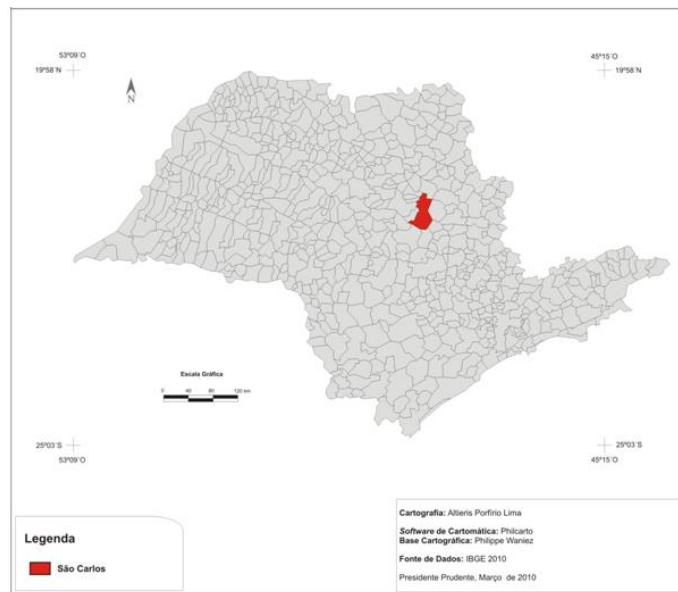 53º09´O
45º15´O
19º58´N
19º58´N
N
Escala Gráfica
0 40 80 120 km
25º03´S
25º03´S
53º09´O
45º15´O
Legenda
São Carlos
Cartografia: Altieris Porfírio Lima
Software de Cartomática: Philcarto
Base Cartográfica: Philippe Waniez
Fonte de Dados: IBGE 2010
Presidente Prudente, Março de 2010